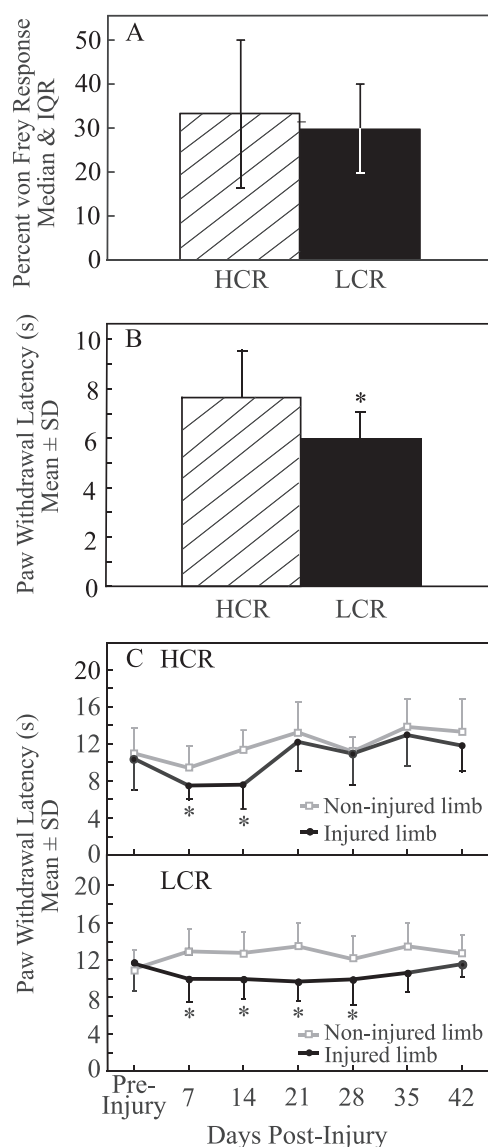 A
Percent von Frey Response
Median & IQR
50
40
30
20
10
0
HCR LCR
B
Paw Withdrawal Latency (s)
Mean ± SD
10
8
6
4
2
0
*
HCR LCR
C HCR
Paw Withdrawal Latency (s)
Mean ± SD
20
16
12
8
4
0
* *
Non-injured limb
Injured limb
LCR
20
16
12
8
4
0
* * * *
Non-injured limb
Injured limb
Pre-
Injury 7 14 21 28 35 42
Days Post-Injury